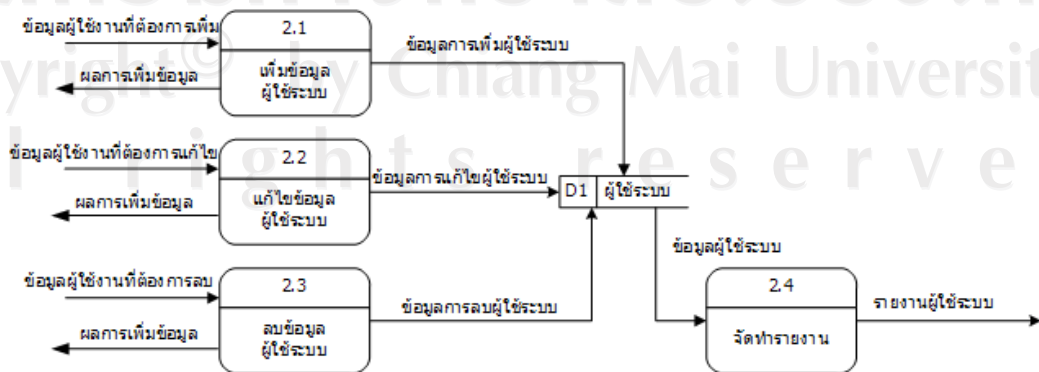 ข้อมูลผู้ใช้งานที่ต้องการเพิ่ม
ผลการเพิ่มข้อมูล
2.1
เพิ่มข้อมูล
ผู้ใช้ระบบ
ข้อมูลการเพิ่มผู้ใช้ระบบ
by Chiang Mai Universit
ข้อมูลผู้ใช้งานที่ต้องการแก้ไข
ผลการเพิ่มข้อมูล
2.2
แก้ไขข้อมูล
ผู้ใช้ระบบ
ข้อมูลการแก้ไขผู้ใช้ระบบ
rights reserve
D1 ผู้ใช้ระบบ
ข้อมูลผู้ใช้งานที่ต้องการลบ
ผลการเพิ่มข้อมูล
2.3
ลบข้อมูล
ผู้ใช้ระบบ
ข้อมูลการลบผู้ใช้ระบบ
ข้อมูลผู้ใช้ระบบ
2.4
จัดทำรายงาน
รายงานผู้ใช้ระบบ